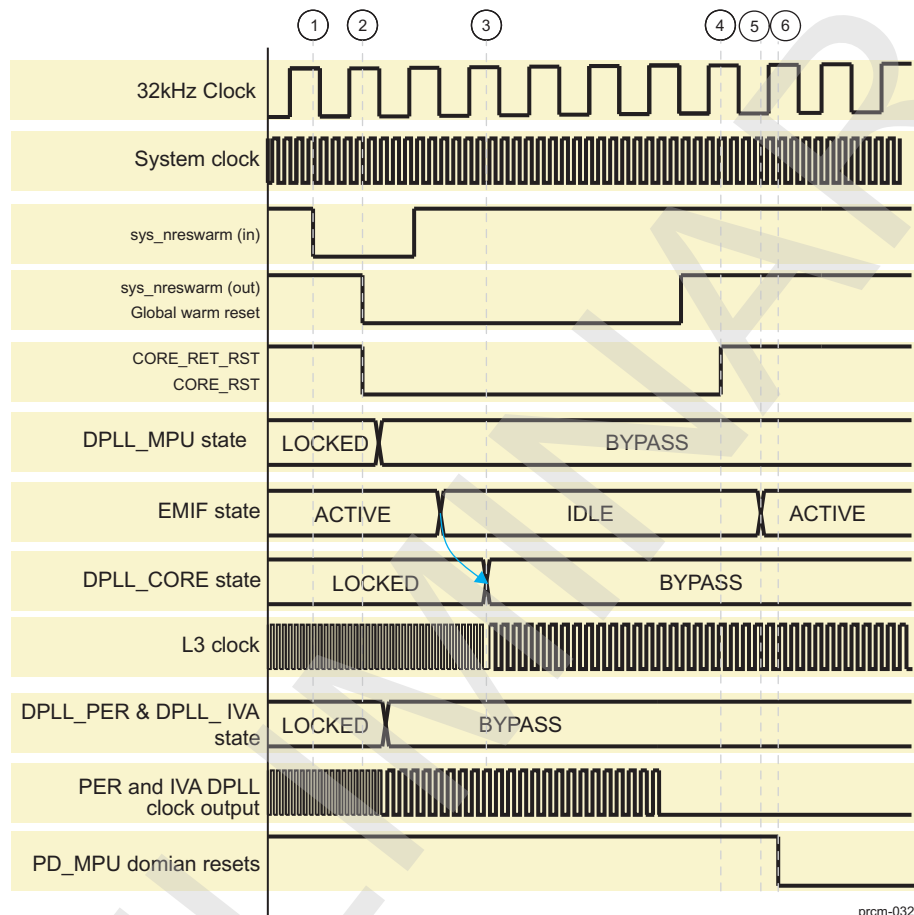 1 2 3 4 5 6
32kHz Clock
System clock
sys_nreswarm (in)
sys_nreswarm (out)
Global warm reset
CORE_RET_RST
CORE_RST
DPLL_MPU state
LOCKED
BYPASS
EMIF state
ACTIVE
IDLE
ACTIVE
DPLL_CORE state
LOCKED
BYPASS
L3 clock
DPLL_PER & DPLL_ IVA
state
LOCKED
BYPASS
PER and IVA DPLL
clock output
PD_MPU domian resets
prcm-032